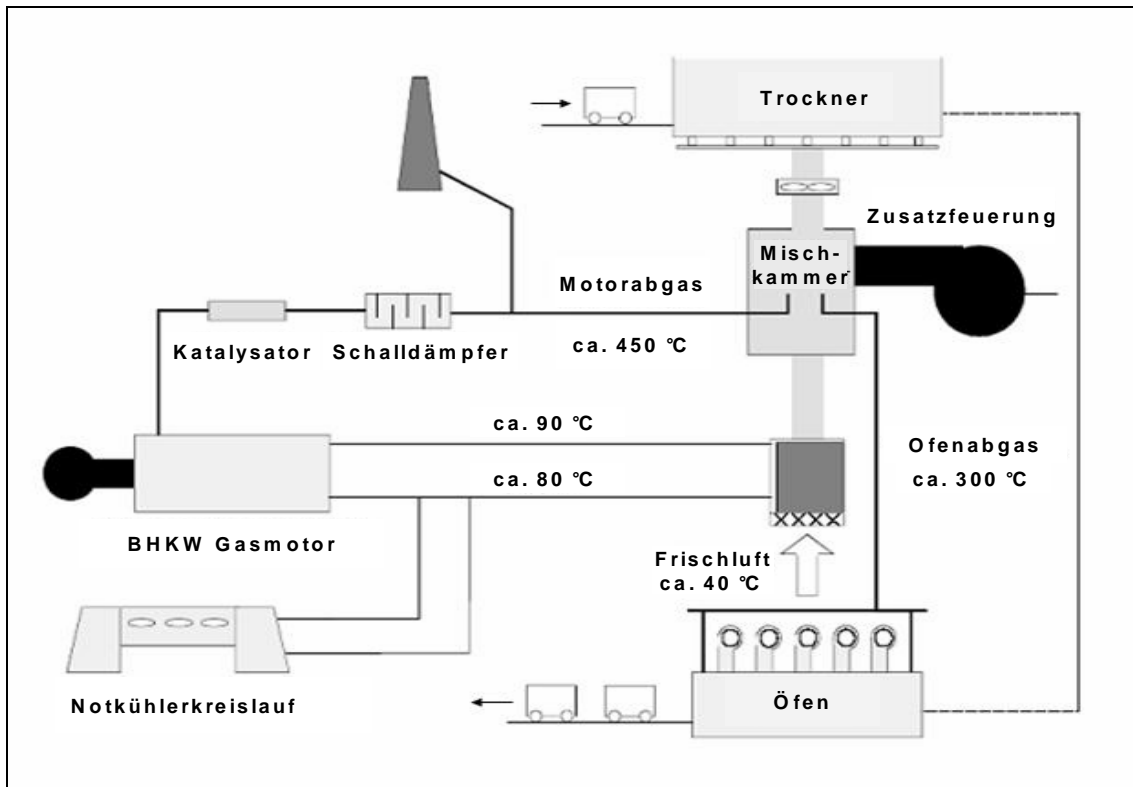 Trockner
Zusatzfeuerung
Misch-
kammer
Motorabgas
Katalysator
Schalldämpfer
ca. 450 °C
ca. 90 °C
Ofenabgas
ca. 300 °C
ca. 80 °C
BHKW Gasmotor
Frischluft
ca. 40 °C
Notkühlerkreislauf
Öfen